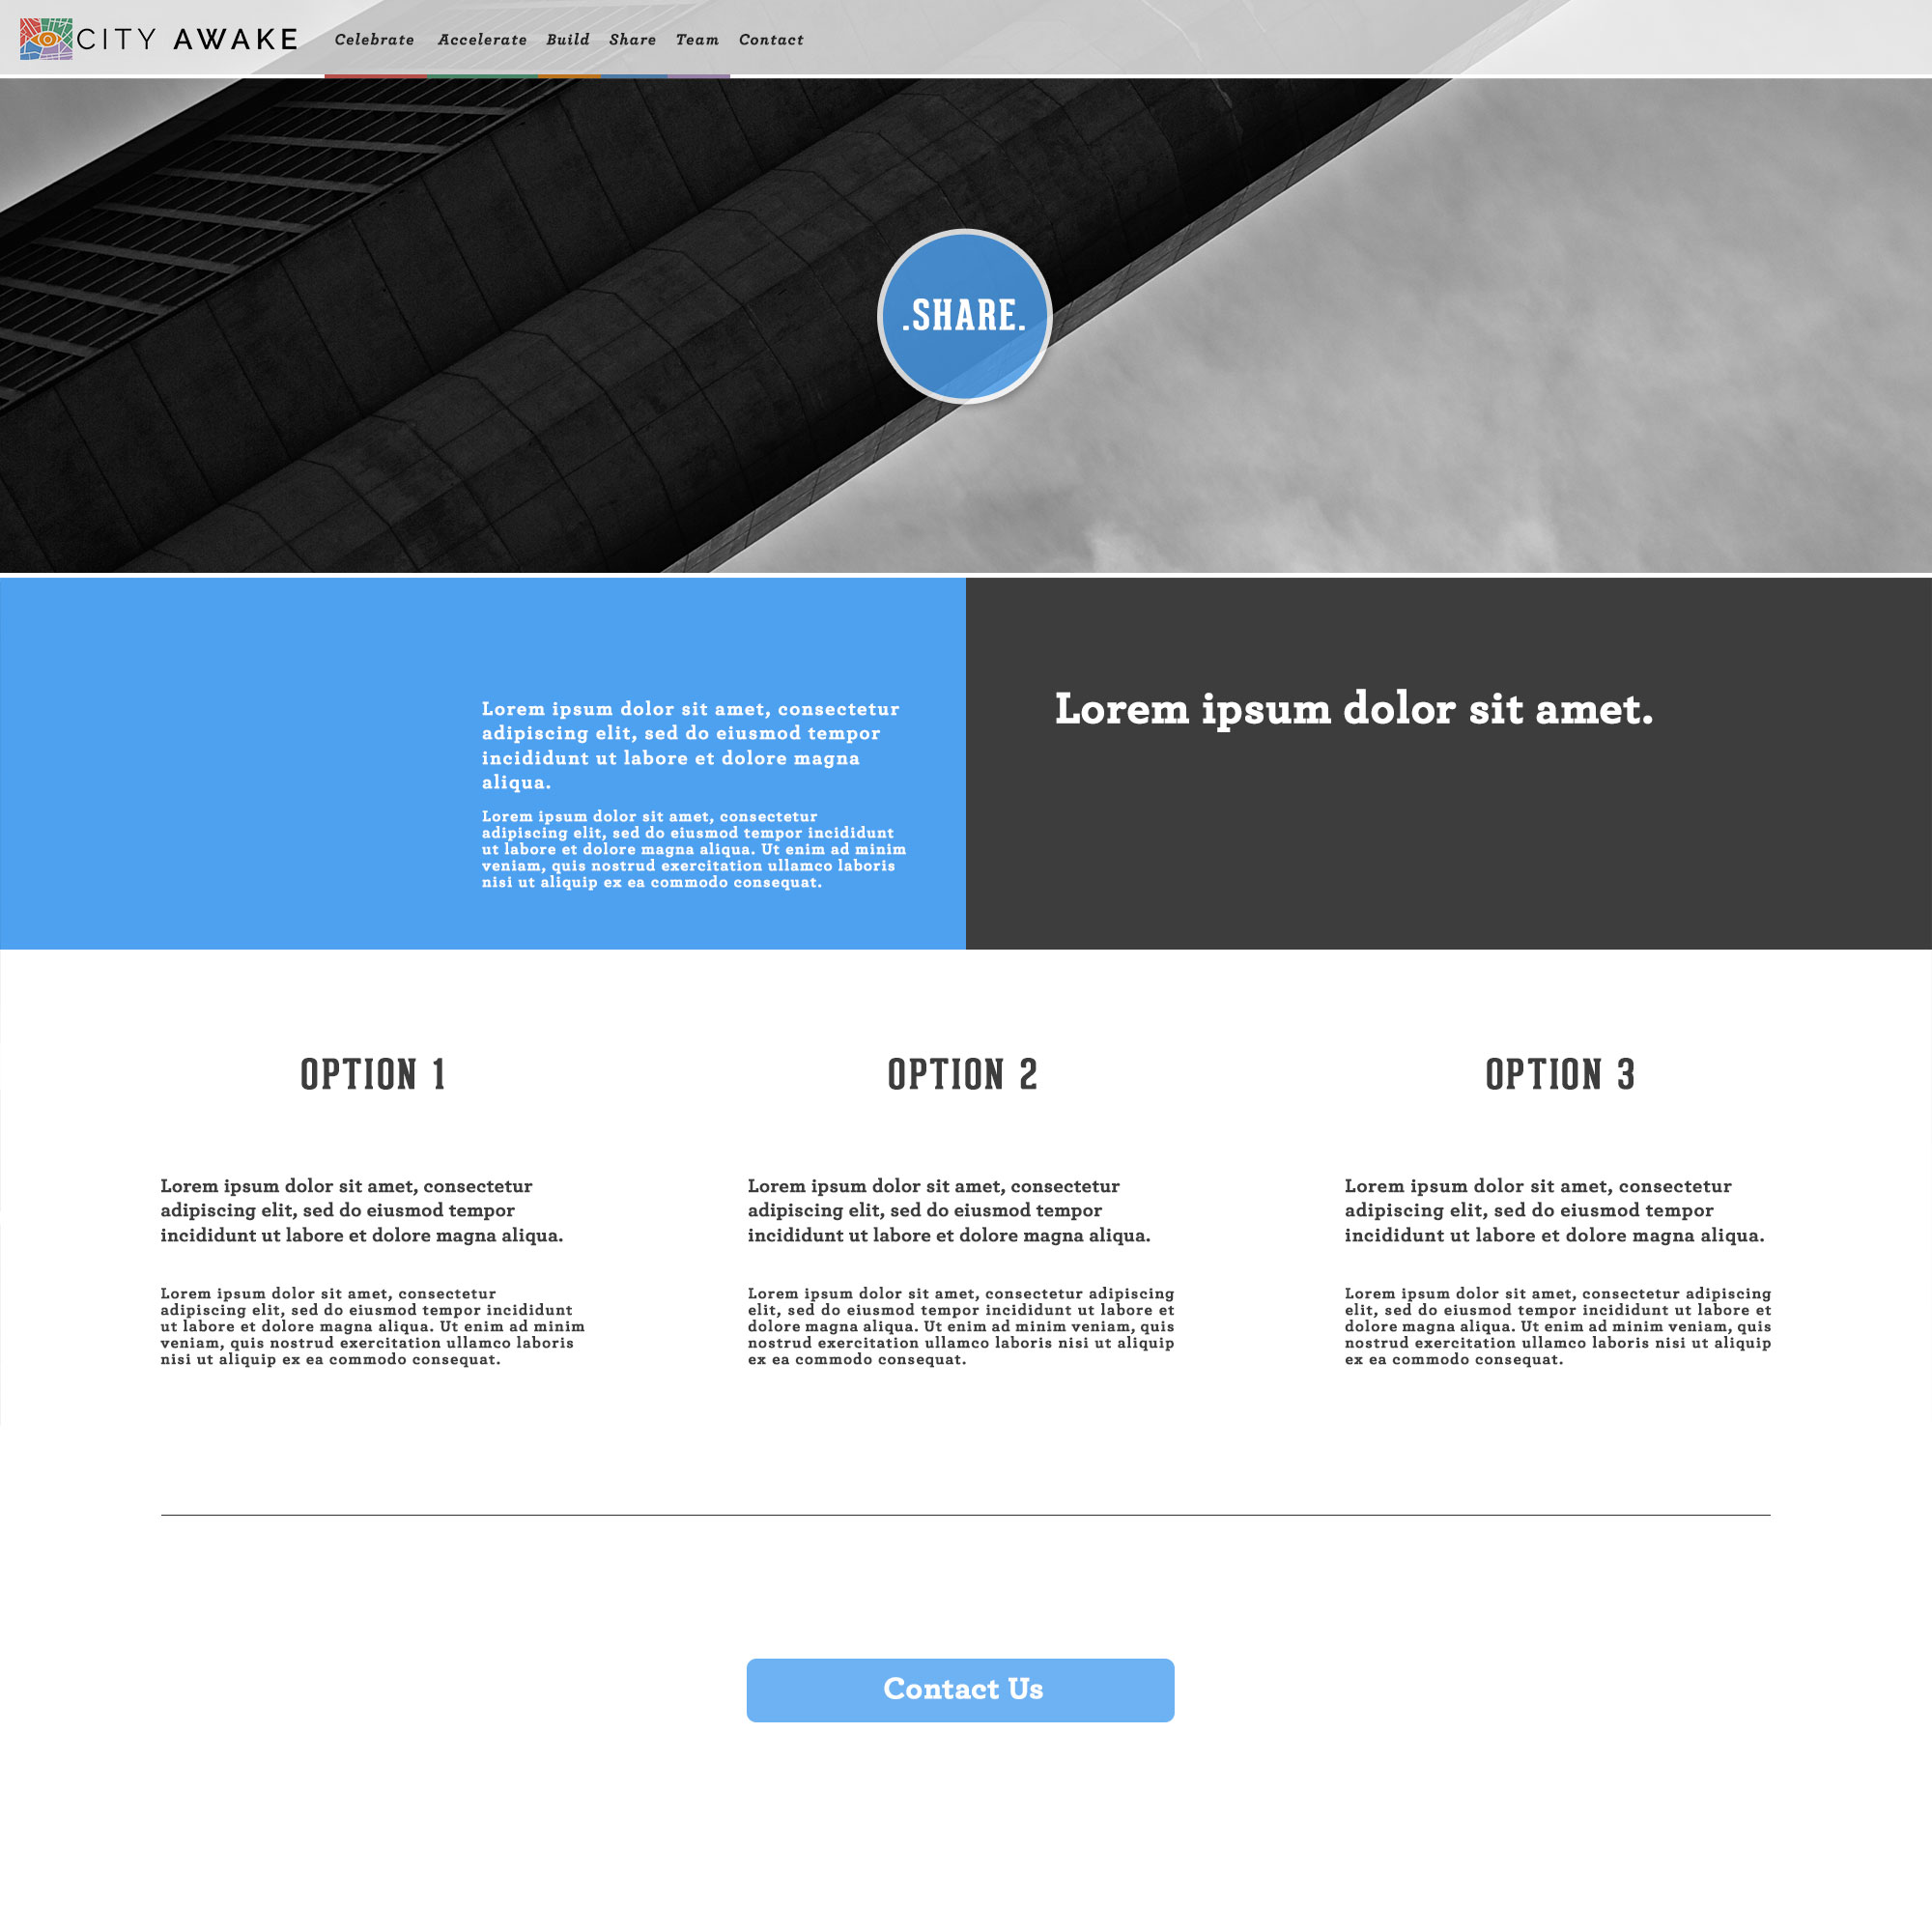 CITY AWAKE
Celebrate Accelerate Build Share Team Contact
.SHARE.
Lorem ipsum dolor sit amet, consectetur
adipiscing elit, sed do eiusmod tempor
incididunt ut labore et dolore magna
aliqua.
Lorem ipsum dolor sit amet, consectetur
adipiscing elit, sed do eiusmod tempor incididunt
ut labore et dolore magna aliqua. Ut enim ad minim
veniam, quis nostrud exercitation ullamco laboris
nisi ut aliquip ex ea commodo consequat.
Lorem ipsum dolor sit amet.
OPTION 1
Lorem ipsum dolor sit amet, consectetur
adipiscing elit, sed do eiusmod tempor
incididunt ut labore et dolore magna aliqua.
Lorem ipsum dolor sit amet, consectetur
adipiscing elit, sed do eiusmod tempor incididunt
ut labore et dolore magna aliqua. Ut enim ad minim
veniam, quis nostrud exercitation ullamco laboris
nisi ut aliquip ex ea commodo consequat.
OPTION 2
Lorem ipsum dolor sit amet, consectetur
adipiscing elit, sed do eiusmod tempor
incididunt ut labore et dolore magna aliqua.
Lorem ipsum dolor sit amet, consectetur adipiscing
elit, sed do eiusmod tempor incididunt ut labore et
dolore magna aliqua. Ut enim ad minim veniam, quis
nostrud exercitation ullamco laboris nisi ut aliquip
ex ea commodo consequat.
OPTION 3
Lorem ipsum dolor sit amet, consectetur
adipiscing elit, sed do eiusmod tempor
incididunt ut labore et dolore magna aliqua.
Lorem ipsum dolor sit amet, consectetur adipiscing
elit, sed do eiusmod tempor incididunt ut labore et
dolore magna aliqua. Ut enim ad minim veniam, quis
nostrud exercitation ullamco laboris nisi ut aliquip
ex ea commodo consequat.
Contact Us